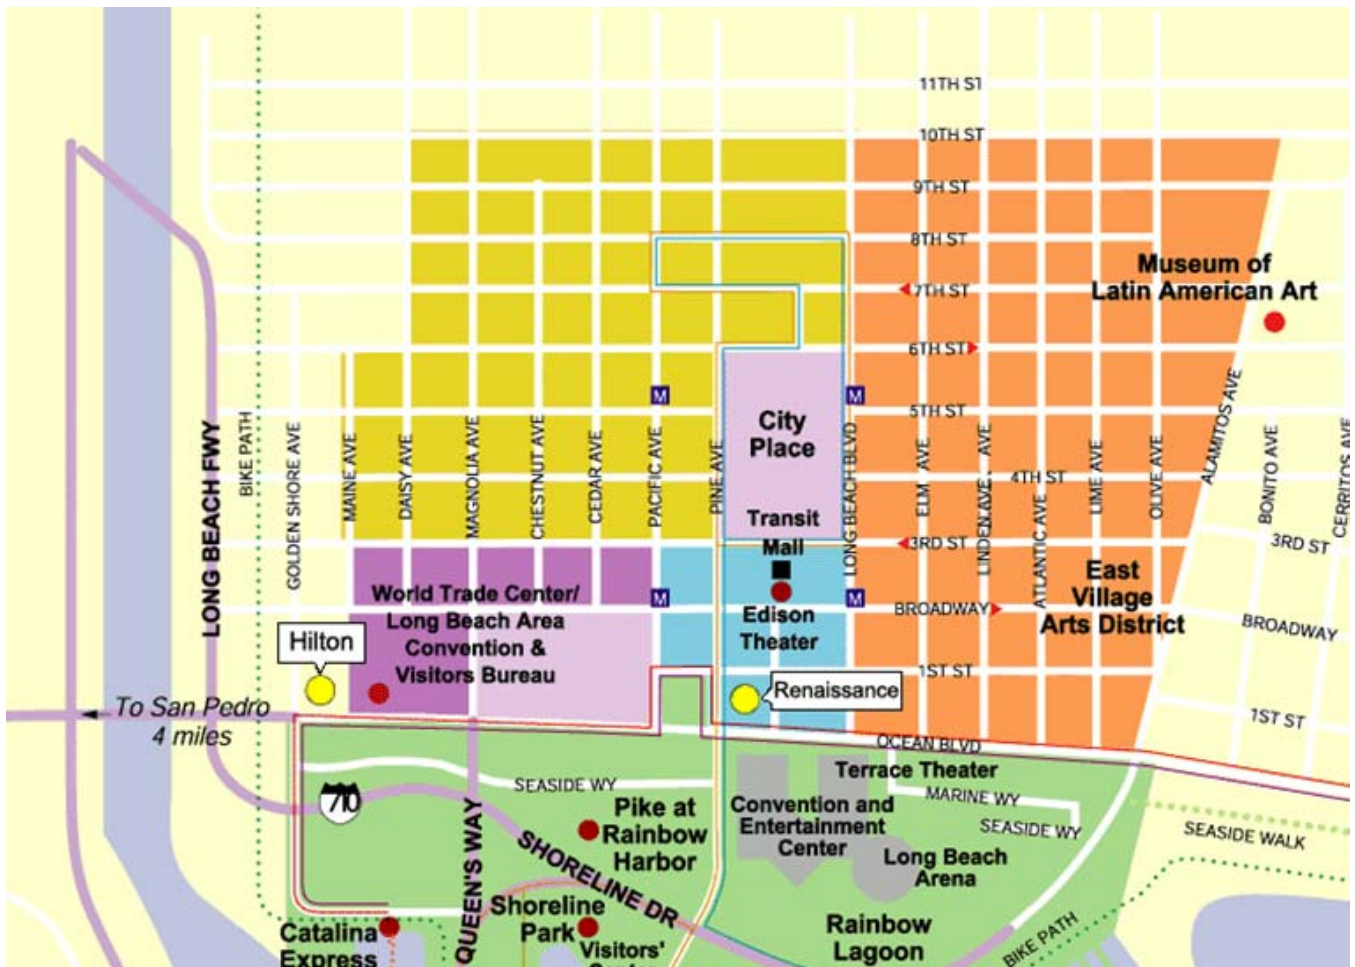 11TH ST
10TH ST
9TH ST
8TH ST
7TH ST
6TH ST
5TH ST
4TH ST
3RD ST
BROADWAY
1ST ST
Museum of
Latin American Art
LONG BEACH FWY
BIKE PATH
GOLDEN SHORE AVE
MAINE AVE
DAISY AVE
MAGNOLIA AVE
CHESTNUT AVE
CEDAR AVE
PACIFIC AVE
PINE AVE
LONG BEACH BLVD
ELM AVE
LINDEN AVE. AVE
ATLANTIC AVE
LIME AVE
OLIVE AVE
ALAMITOS AVE
BONITO AVE
CERRITOS AVE
M
M
M
M
City
Place
Transit
Mall
Edison
Theater
East
Village
Arts District
3RD ST
BROADWAY
1ST ST
World Trade Center/
Long Beach Area
Convention &
Visitors Bureau
Hilton
Renaissance
To San Pedro
4 miles
OCEAN BLVD
Terrace Theater
SEASIDE WY
MARINE WY
SEASIDE WY
SEASIDE WALK
710
QUEEN'S WAY
Pike at
Rainbow
Harbor
SHORELINE DR
Convention and
Entertainment
Center
Long Beach
Arena
Shoreline
Park
Visitors'
Catalina
Express
Rainbow
Lagoon
BIKE PATH